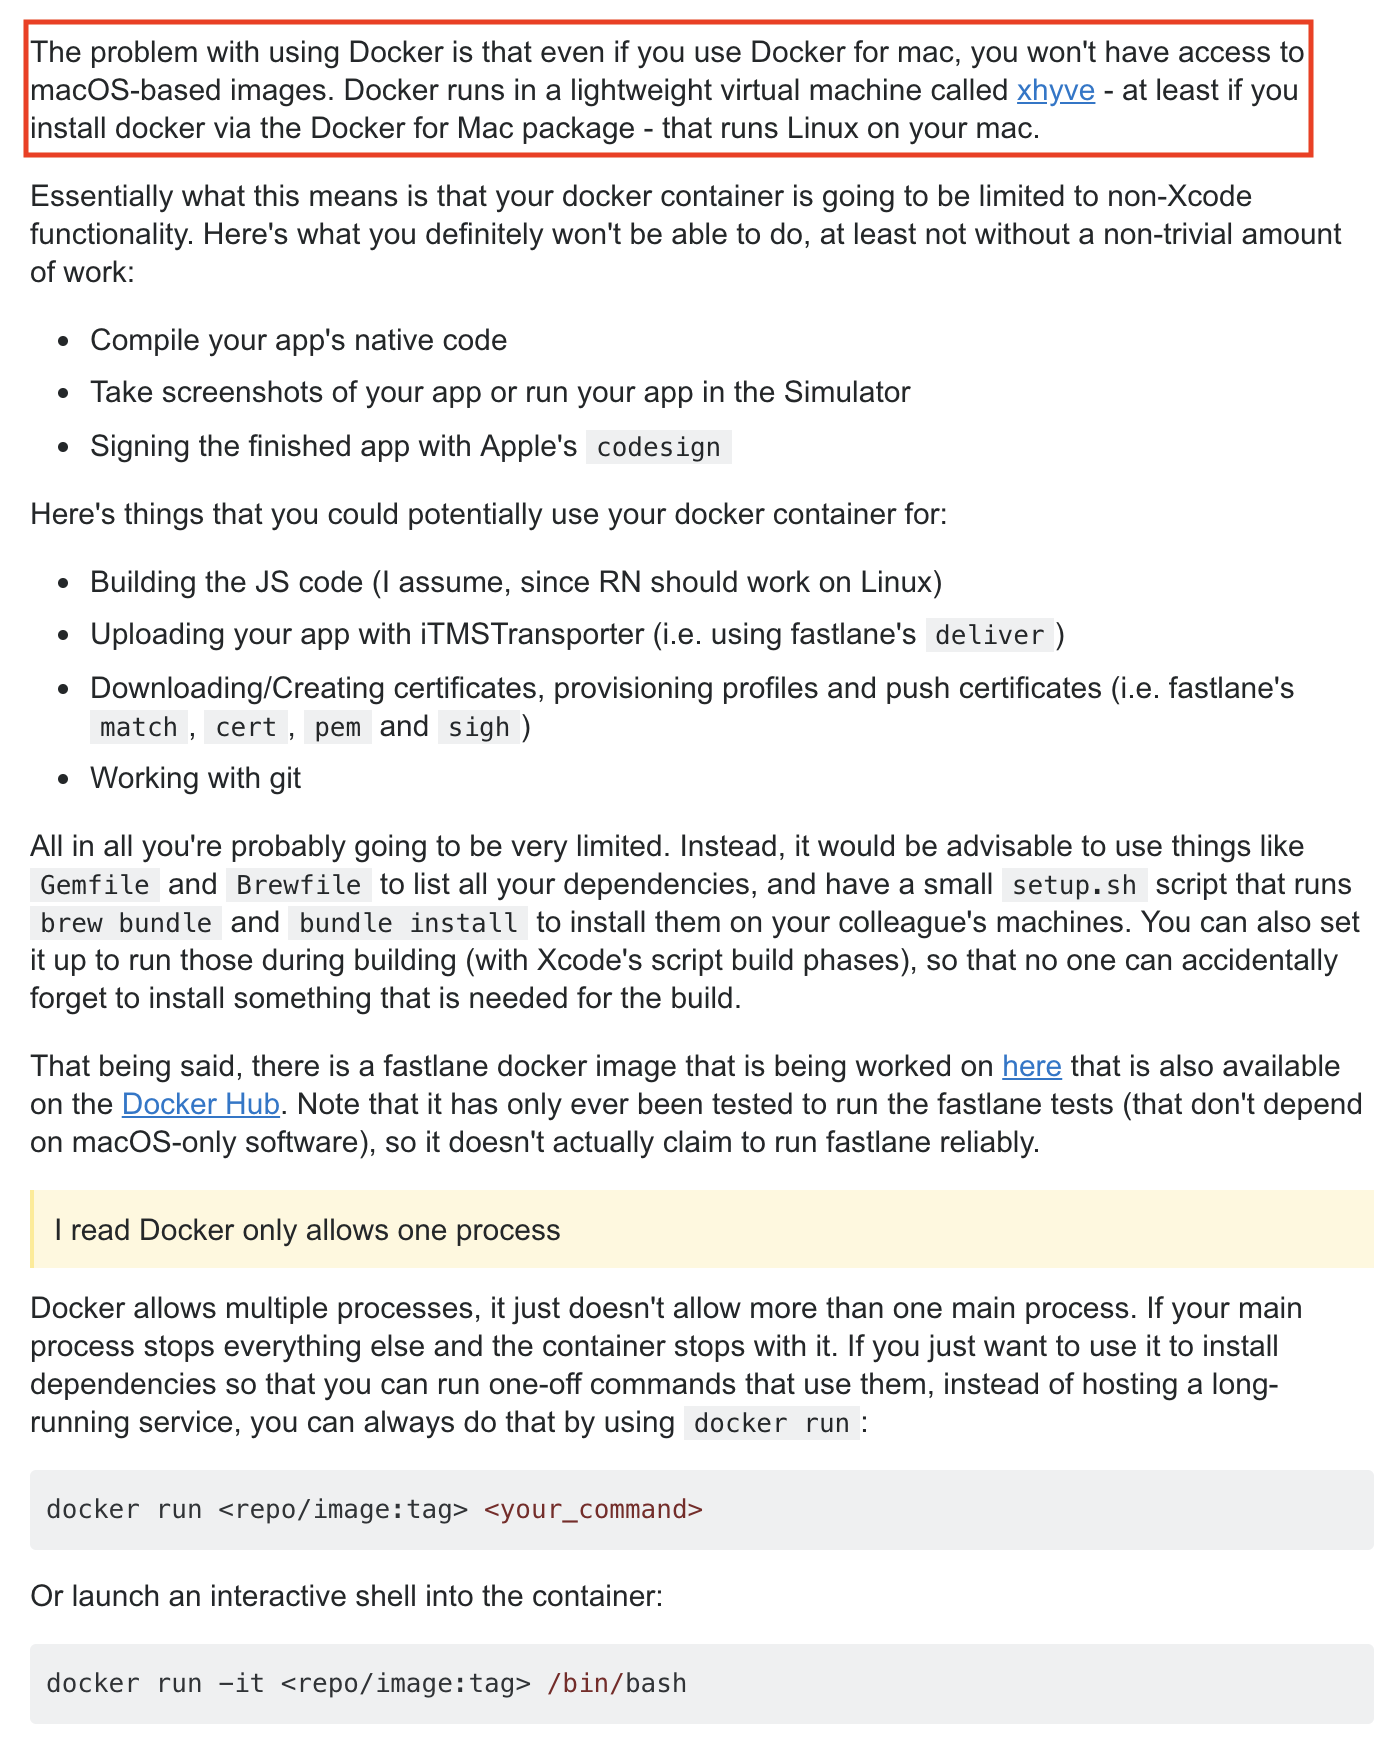 The problem with using Docker is that even if you use Docker for mac, you won't have access to
macOS-based images. Docker runs in a lightweight virtual machine called xhyve - at least if you
install docker via the Docker for Mac package - that runs Linux on your mac.
Essentially what this means is that your docker container is going to be limited to non-Xcode
functionality. Here's what you definitely won't be able to do, at least not without a non-trivial amount
of work:
• Compile your app's native code
• Take screenshots of your app or run your app in the Simulator
• Signing the finished app with Apple's codesign
Here's things that you could potentially use your docker container for:
• Building the JS code (I assume, since RN should work on Linux)
• Uploading your app with iTMSTransporter (i.e. using fastlane's deliver)
• Downloading/Creating certificates, provisioning profiles and push certificates (i.e. fastlane's
match, cert, pem and sigh)
• Working with git
All in all you're probably going to be very limited. Instead, it would be advisable to use things like
Gemfile and Brewfile to list all your dependencies, and have a small setup.sh script that runs
brew bundle and bundle install to install them on your colleague's machines. You can also set
it up to run those during building (with Xcode's script build phases), so that no one can accidentally
forget to install something that is needed for the build.
That being said, there is a fastlane docker image that is being worked on here that is also available
on the Docker Hub. Note that it has only ever been tested to run the fastlane tests (that don't depend
on macOS-only software), so it doesn't actually claim to run fastlane reliably.
I read Docker only allows one process
Docker allows multiple processes, it just doesn't allow more than one main process. If your main
process stops everything else and the container stops with it. If you just want to use it to install
dependencies so that you can run one-off commands that use them, instead of hosting a long-
running service, you can always do that by using docker run:
docker run <repo/image:tag> <your_command>
Or launch an interactive shell into the container:
docker run -it <repo/image:tag> /bin/bash